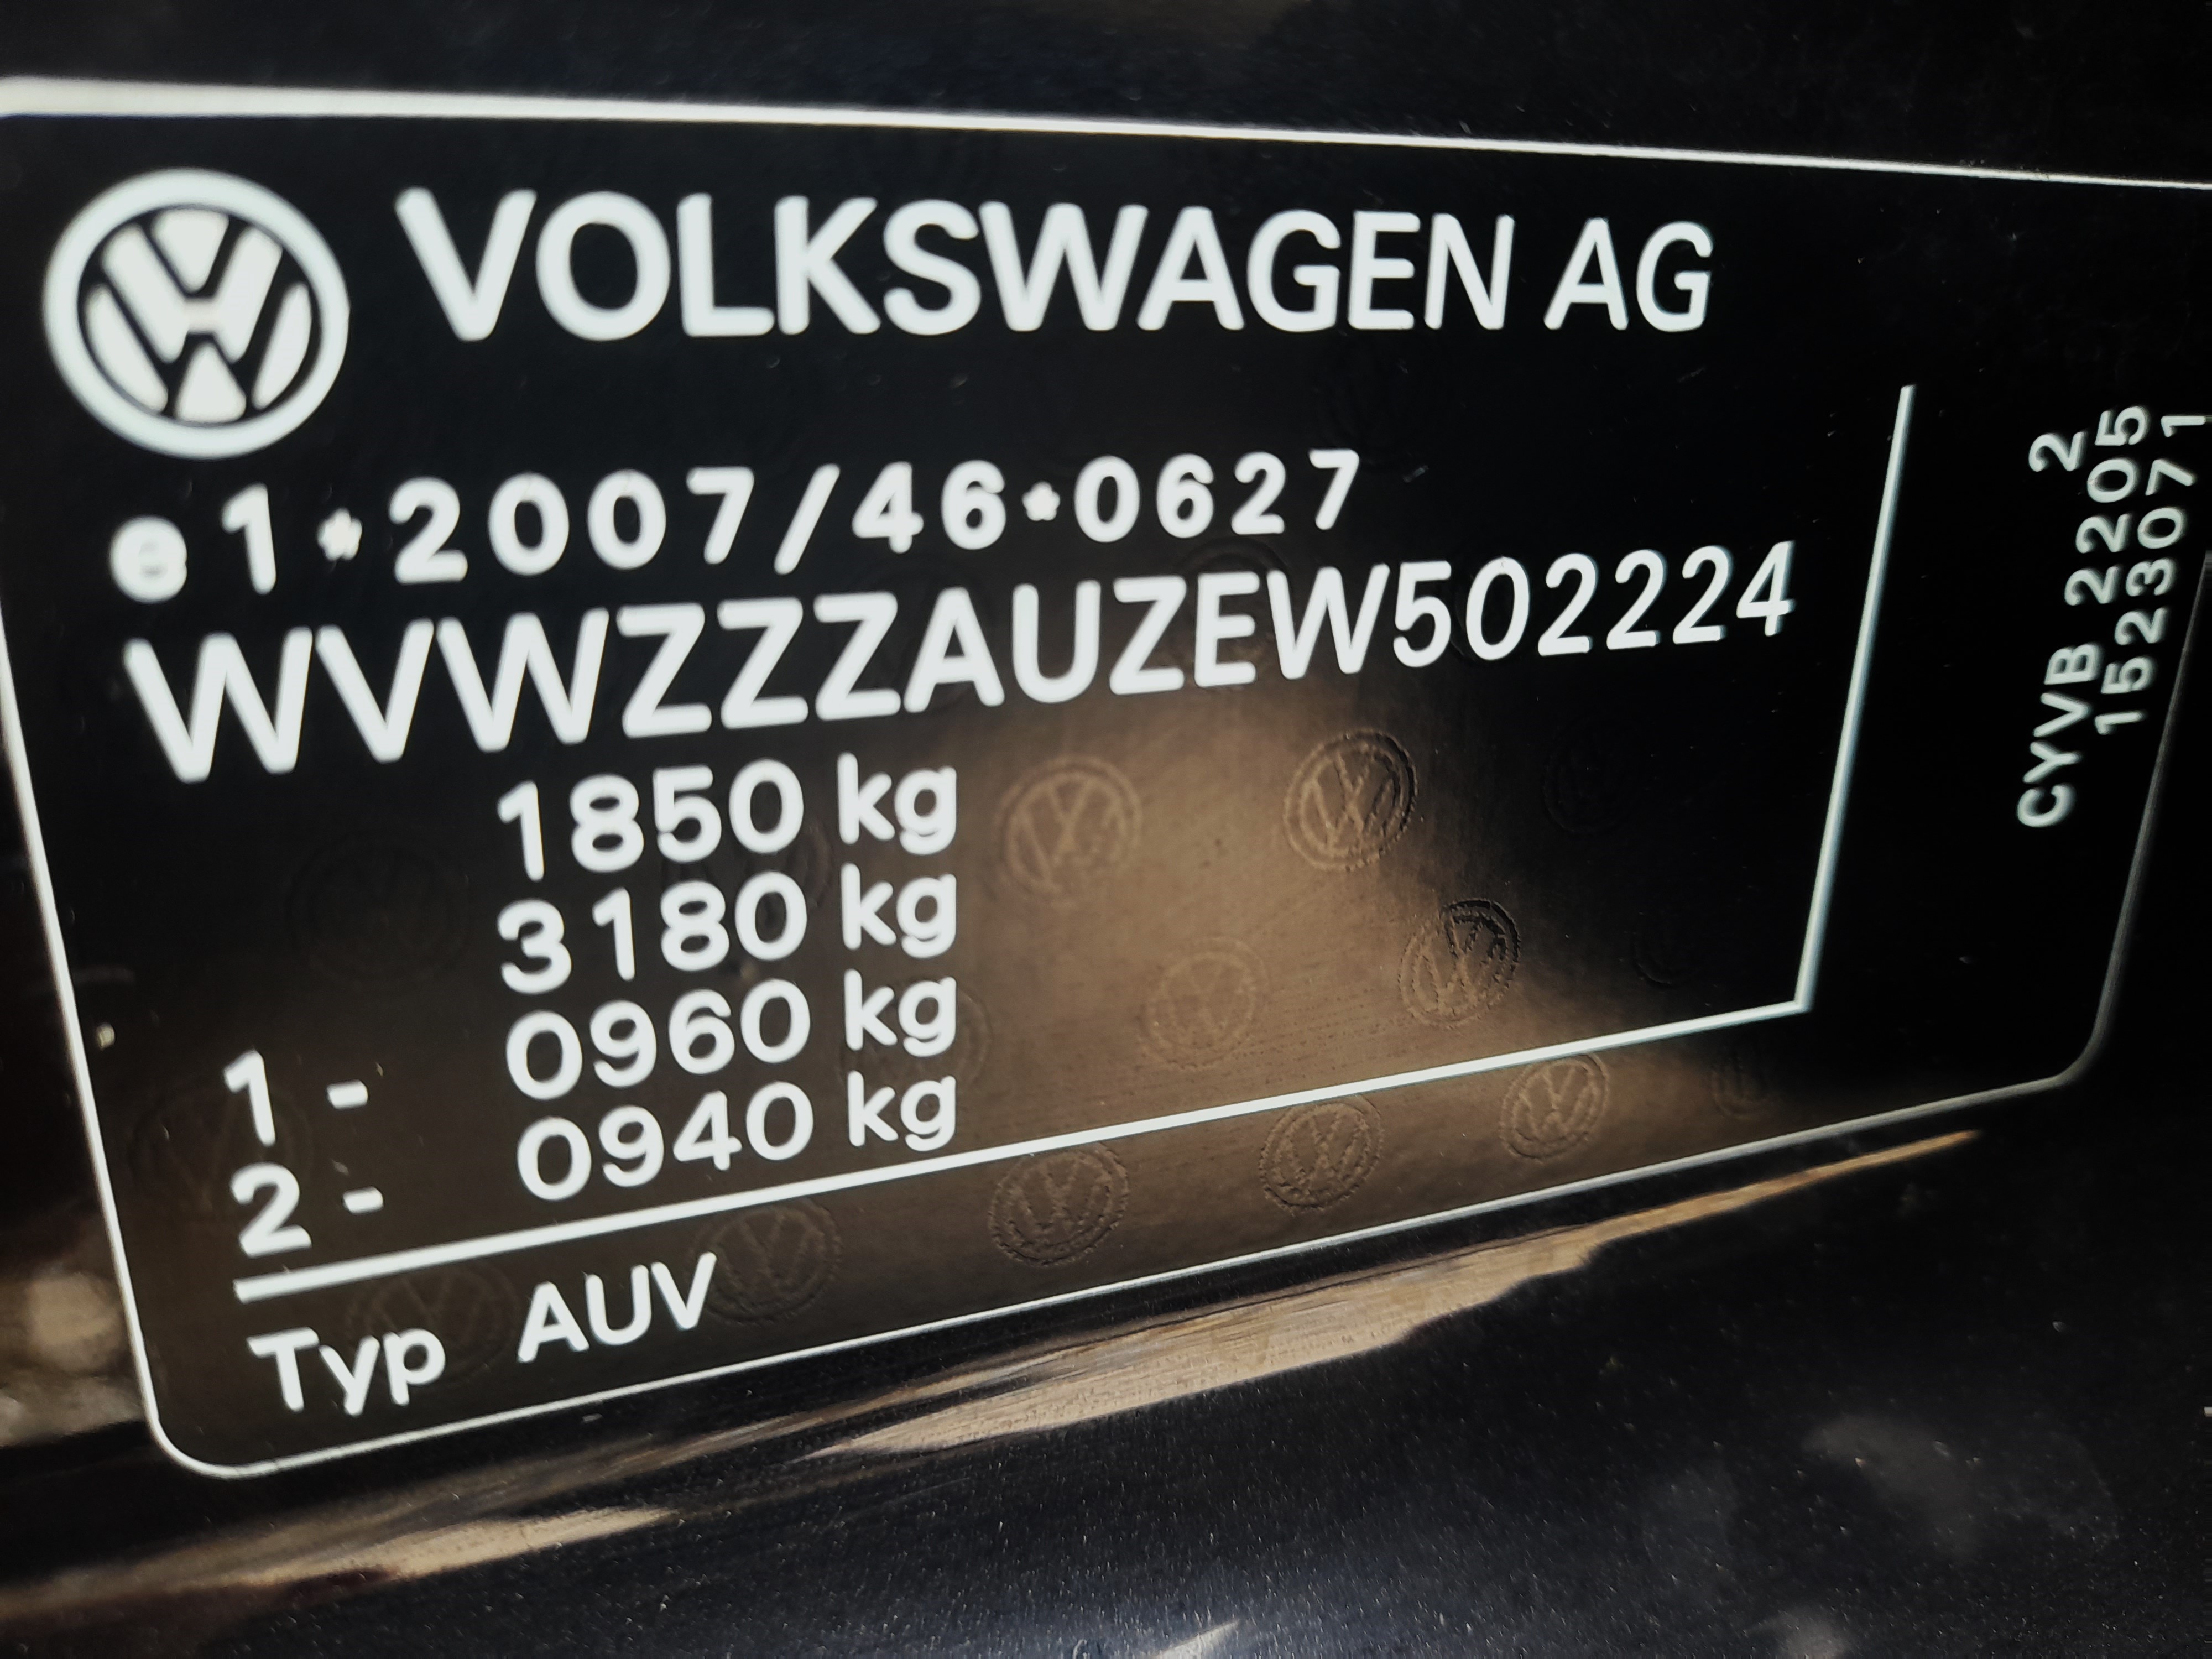 VOLKSWAGEN AG
e1*2007/46*0627
WVWZZZAUZEW502224
1850 kg
3180 kg
1 - 0960 kg
2 - 0940 kg
Typ AUV
CYVB 2205 2
1523071